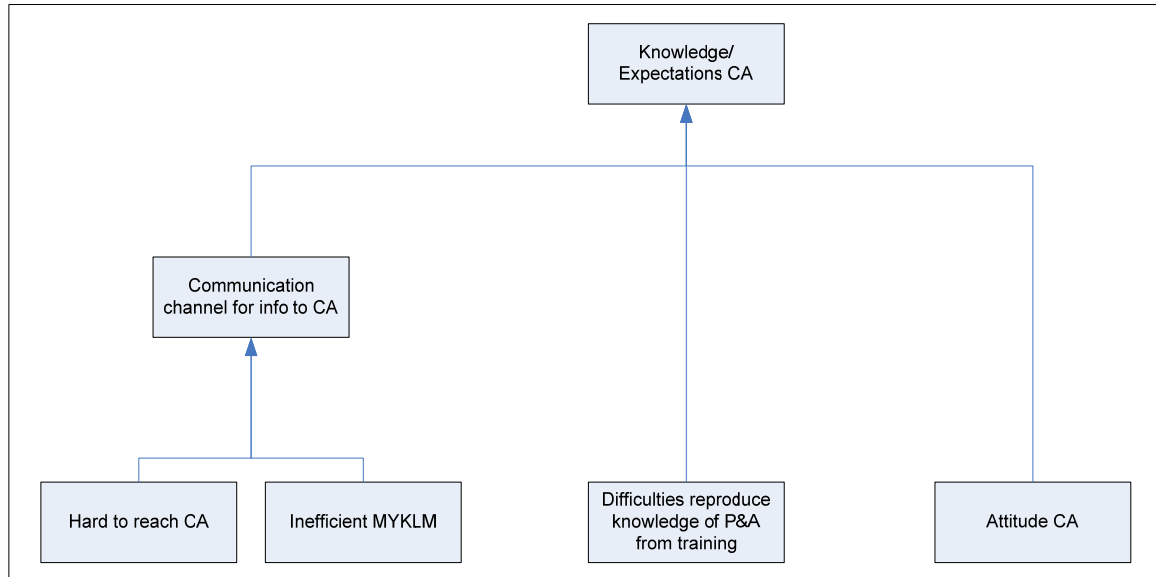 Knowledge/
Expectations CA
Communication
channel for info to CA
Hard to reach CA
Inefficient MYKLM
Difficulties reproduce
knowledge of P&A
from training
Attitude CA